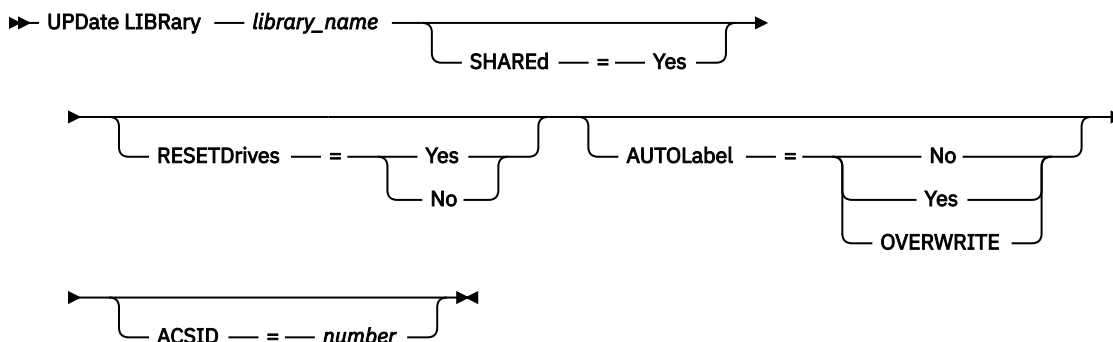 UPDate LIBRary library_name
SHAREd = Yes
RESETDrives = Yes
No
AUTOLabel = No
Yes
OVERWRITE
ACSID = number